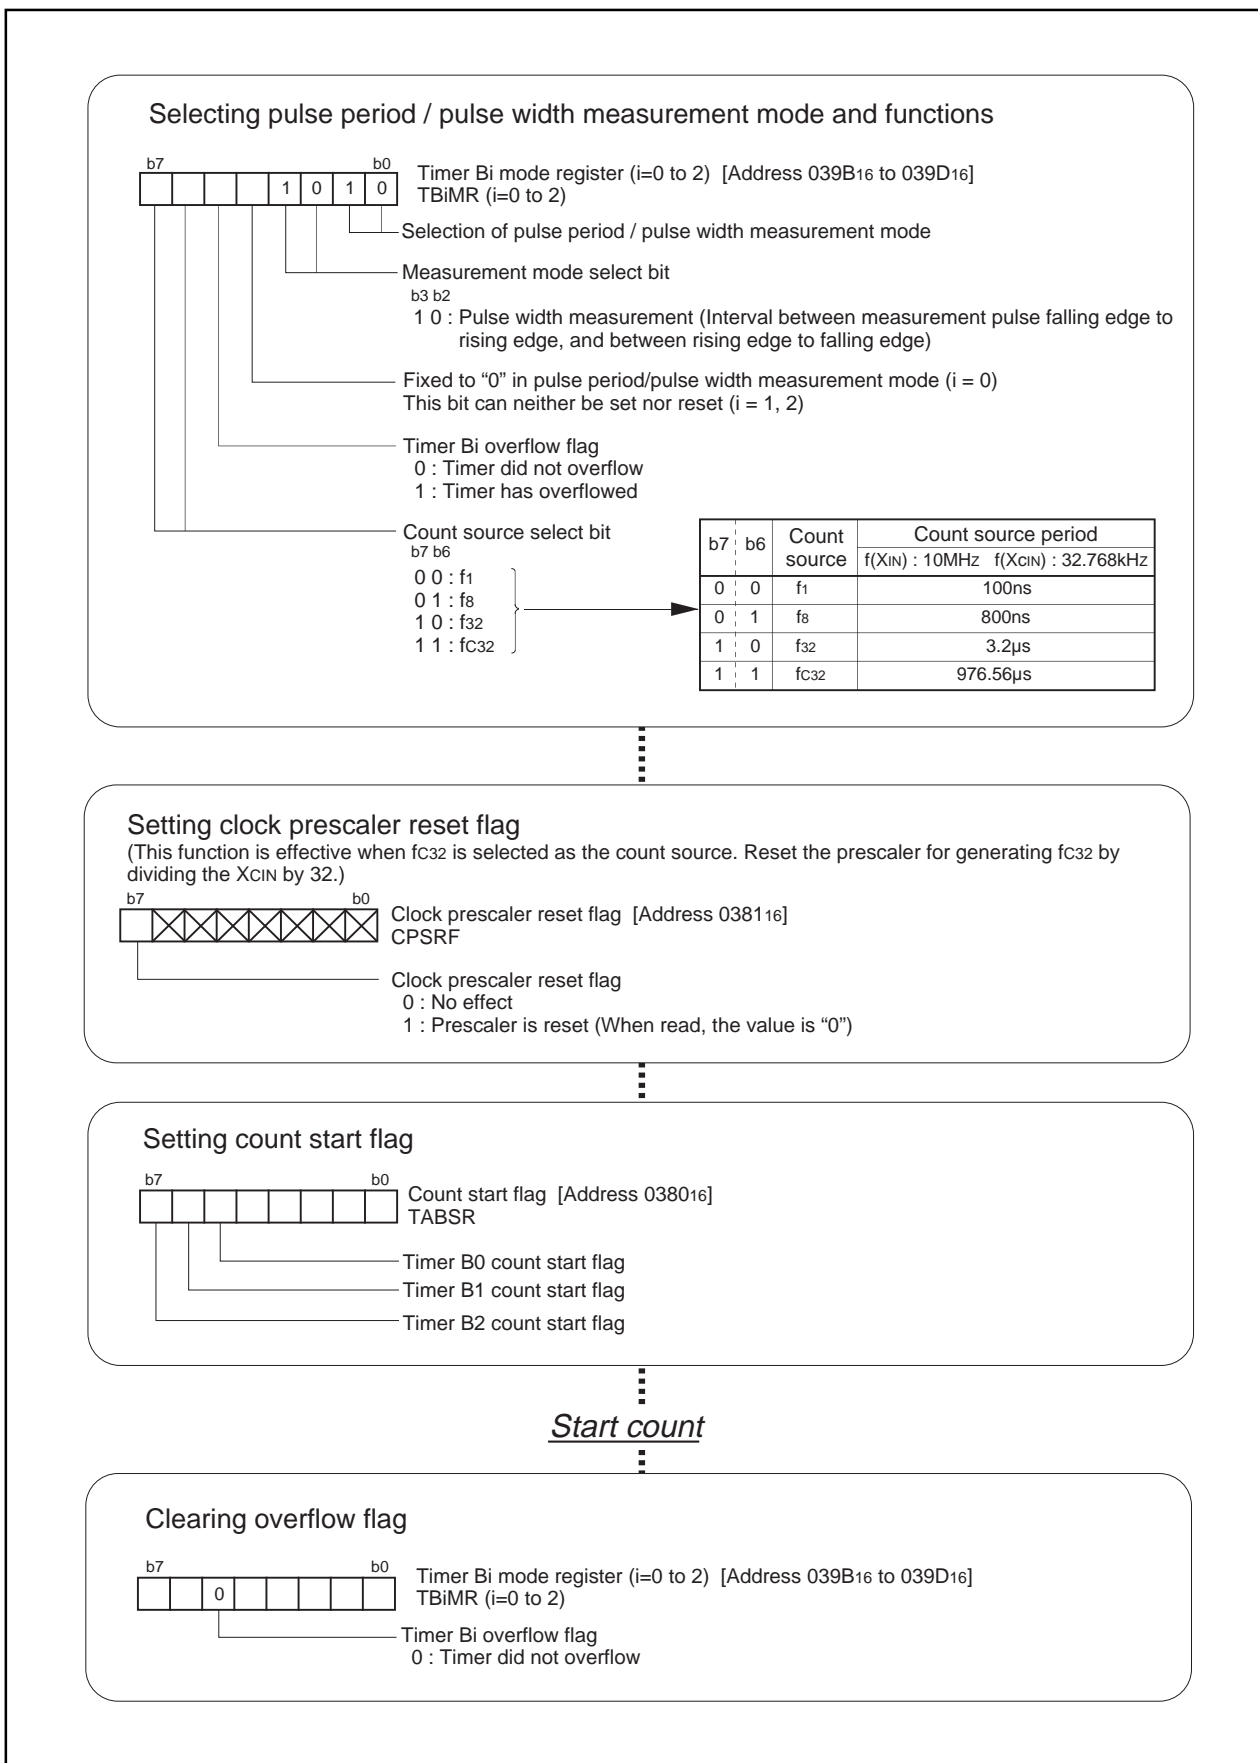 Selecting pulse period / pulse width measurement mode and functions
b7 b0
1 0 1 0
Timer Bi mode register (i=0 to 2) [Address 039B16 to 039D16]
TBiMR (i=0 to 2)
Selection of pulse period / pulse width measurement mode
Measurement mode select bit
b3 b2
1 0 : Pulse width measurement (Interval between measurement pulse falling edge to
rising edge, and between rising edge to falling edge)
Fixed to “0” in pulse period/pulse width measurement mode (i = 0)
This bit can neither be set nor reset (i = 1, 2)
Timer Bi overflow flag
0 : Timer did not overflow
1 : Timer has overflowed
Count source select bit
b7 b6
0 0 : f1
0 1 : f8
1 0 : f32
1 1 : fC32
b7 b6 Count source Count source period
f(XIN) : 10MHz f(XCIN) : 32.768kHz
0 0 f1 100ns
0 1 f8 800ns
1 0 f32 3.2µs
1 1 fC32 976.56µs
Setting clock prescaler reset flag
(This function is effective when fC32 is selected as the count source. Reset the prescaler for generating fC32 by
dividing the XCIN by 32.)
b7 b0
Clock prescaler reset flag [Address 038116]
CPSRF
Clock prescaler reset flag
0 : No effect
1 : Prescaler is reset (When read, the value is “0”)
Setting count start flag
b7 b0
Count start flag [Address 038016]
TABSR
Timer B0 count start flag
Timer B1 count start flag
Timer B2 count start flag
Start count
Clearing overflow flag
b7 b0
0
Timer Bi mode register (i=0 to 2) [Address 039B16 to 039D16]
TBiMR (i=0 to 2)
Timer Bi overflow flag
0 : Timer did not overflow